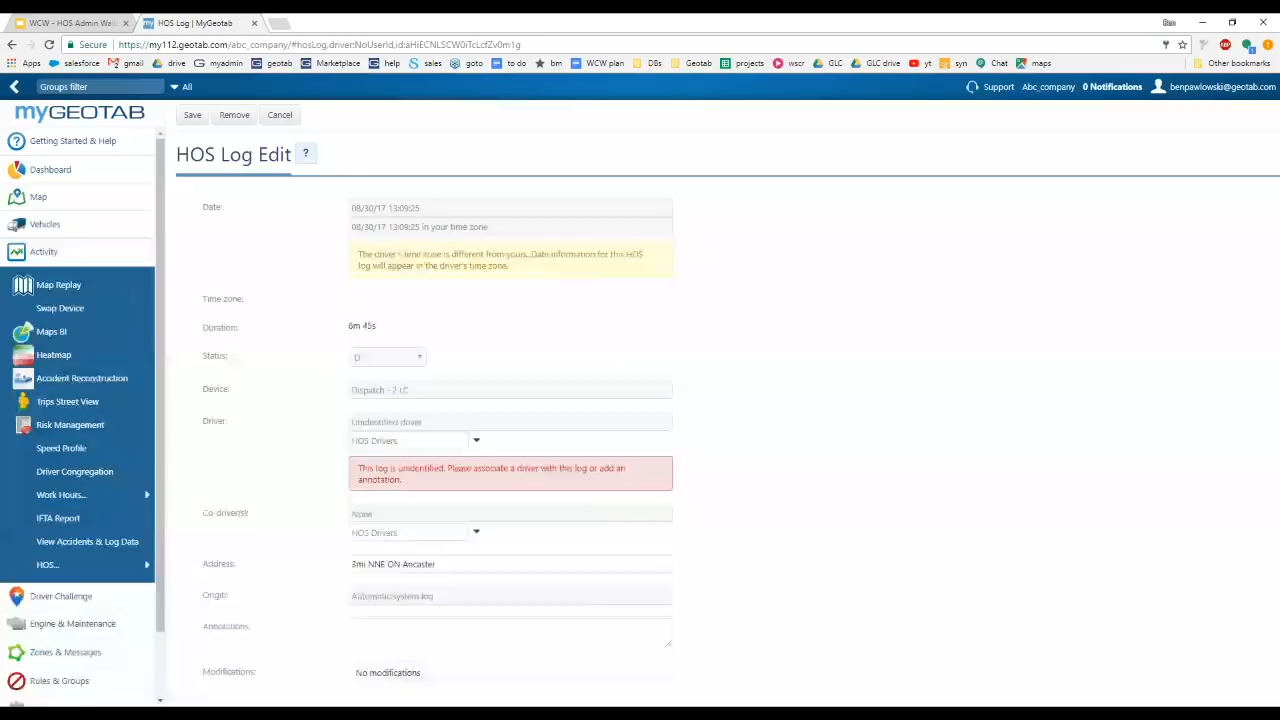 WCW - HOS Admin Wal
HOS Log | MyGeotab
Ben
Secure
https://my112.geotab.com/abc_company/#hosLog,driver:NoUserId,id:aHiECNLSCW0iTcLcfZv0m1g
Apps salesforce gmail drive myadmin geotab Marketplace help sales goto to do bm WCW plan DBs Geotab projects wscr GLC GLC drive yt syn Chat maps Other bookmarks
Groups filter All Support Abc_company 0 Notifications benpawlowski@geotab.com
myGEOTAB
Getting Started & Help
Dashboard
Map
Vehicles
Activity
Map Replay
Swap Device
Maps BI
Heatmap
Accident Reconstruction
Trips Street View
Risk Management
Speed Profile
Driver Congregation
Work Hours...
IFTA Report
View Accidents & Log Data
HOS...
Driver Challenge
Engine & Maintenance
Zones & Messages
Rules & Groups
Save Remove Cancel
HOS Log Edit ?
Date: 08/30/17 13:09:25
08/30/17 13:09:25 in your time zone
The driver's time zone is different from yours. Date information for this HOS
log will appear in the driver's time zone.
Time zone:
Duration: 6m 45s
Status: D
Device: Dispatch - 2 LC
Driver: Unidentified driver
HOS Drivers
This log is unidentified. Please associate a driver with this log or add an
annotation.
Co-driver(s): None
HOS Drivers
Address: 3mi NNE ON Ancaster
Origin: Automatic system log
Annotations:
Modifications: No modifications